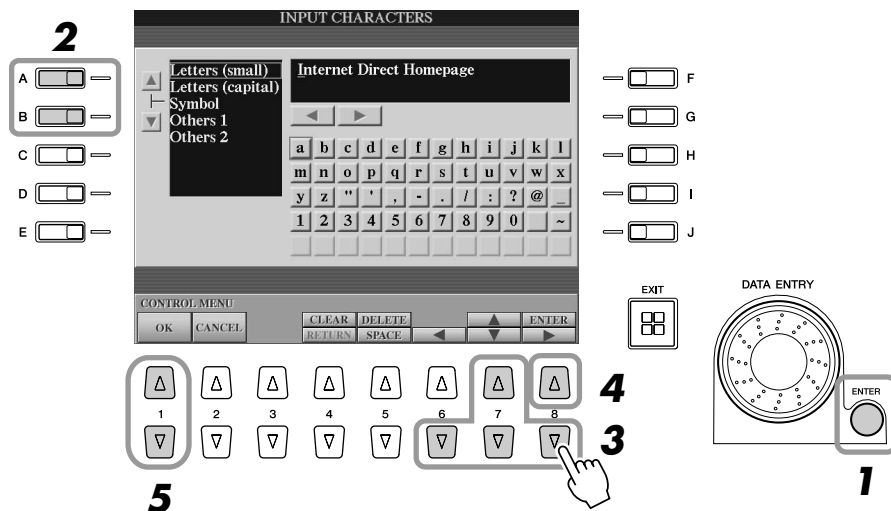 INPUT CHARACTERS
2
A
B
C
D
E
Letters (small)
Letters (capital)
Symbol
Others 1
Others 2
Internet Direct Homepage
a b c d e f g h i j k l
m n o p q r s t u v w x
y z " ' , - . / : ? @ _
1 2 3 4 5 6 7 8 9 0 ~
F
G
H
I
J
CONTROL MENU
OK CANCEL CLEAR DELETE ENTER
RETURN SPACE
EXIT
DATA ENTRY
ENTER
1 2 3 4 5 6 7 8
4
3
5
1